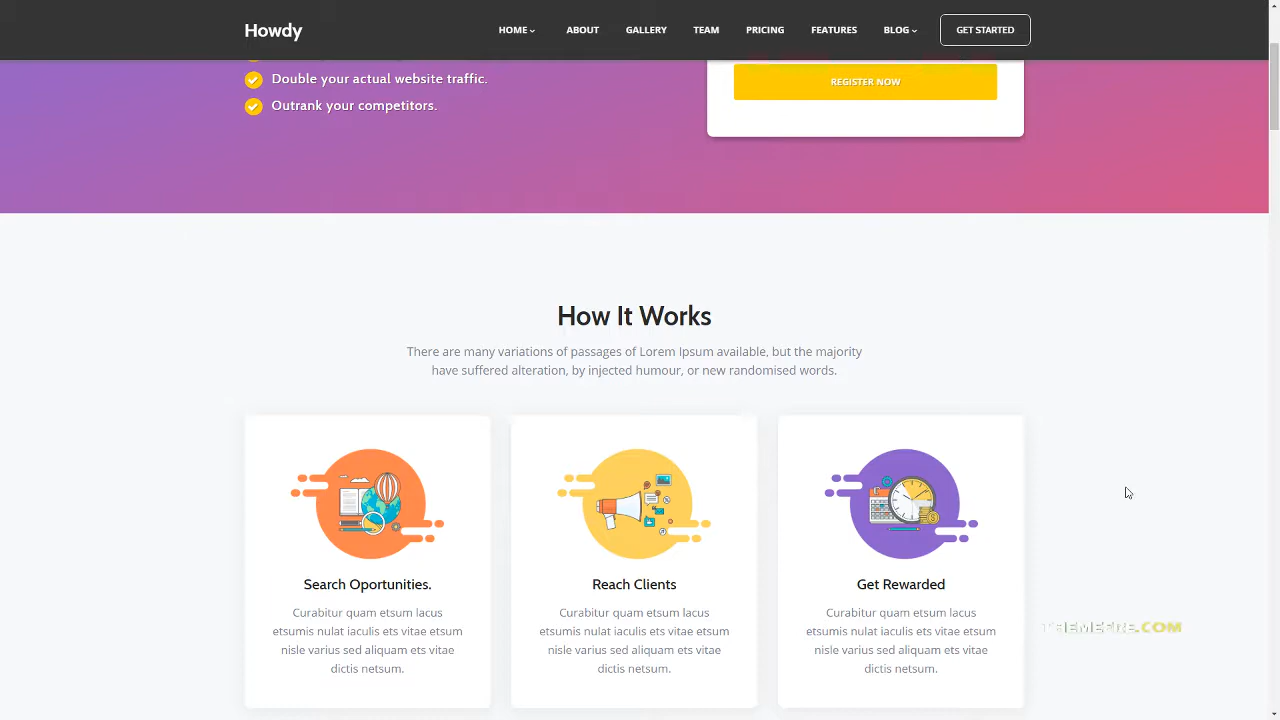 Howdy
HOME
ABOUT
GALLERY
TEAM
PRICING
FEATURES
BLOG
GET STARTED
Double your actual website traffic.
Outrank your competitors.
REGISTER NOW
How It Works
There are many variations of passages of Lorem Ipsum available, but the majority
have suffered alteration, by injected humour, or new randomised words.
Search Oportunities.
Curabitur quam etsum lacus
etsumis nulat iaculis ets vitae etsum
nisle varius sed aliquam ets vitae
dictis netsum.
Reach Clients
Curabitur quam etsum lacus
etsumis nulat iaculis ets vitae etsum
nisle varius sed aliquam ets vitae
dictis netsum.
Get Rewarded
Curabitur quam etsum lacus
etsumis nulat iaculis ets vitae etsum
nisle varius sed aliquam ets vitae
dictis netsum.